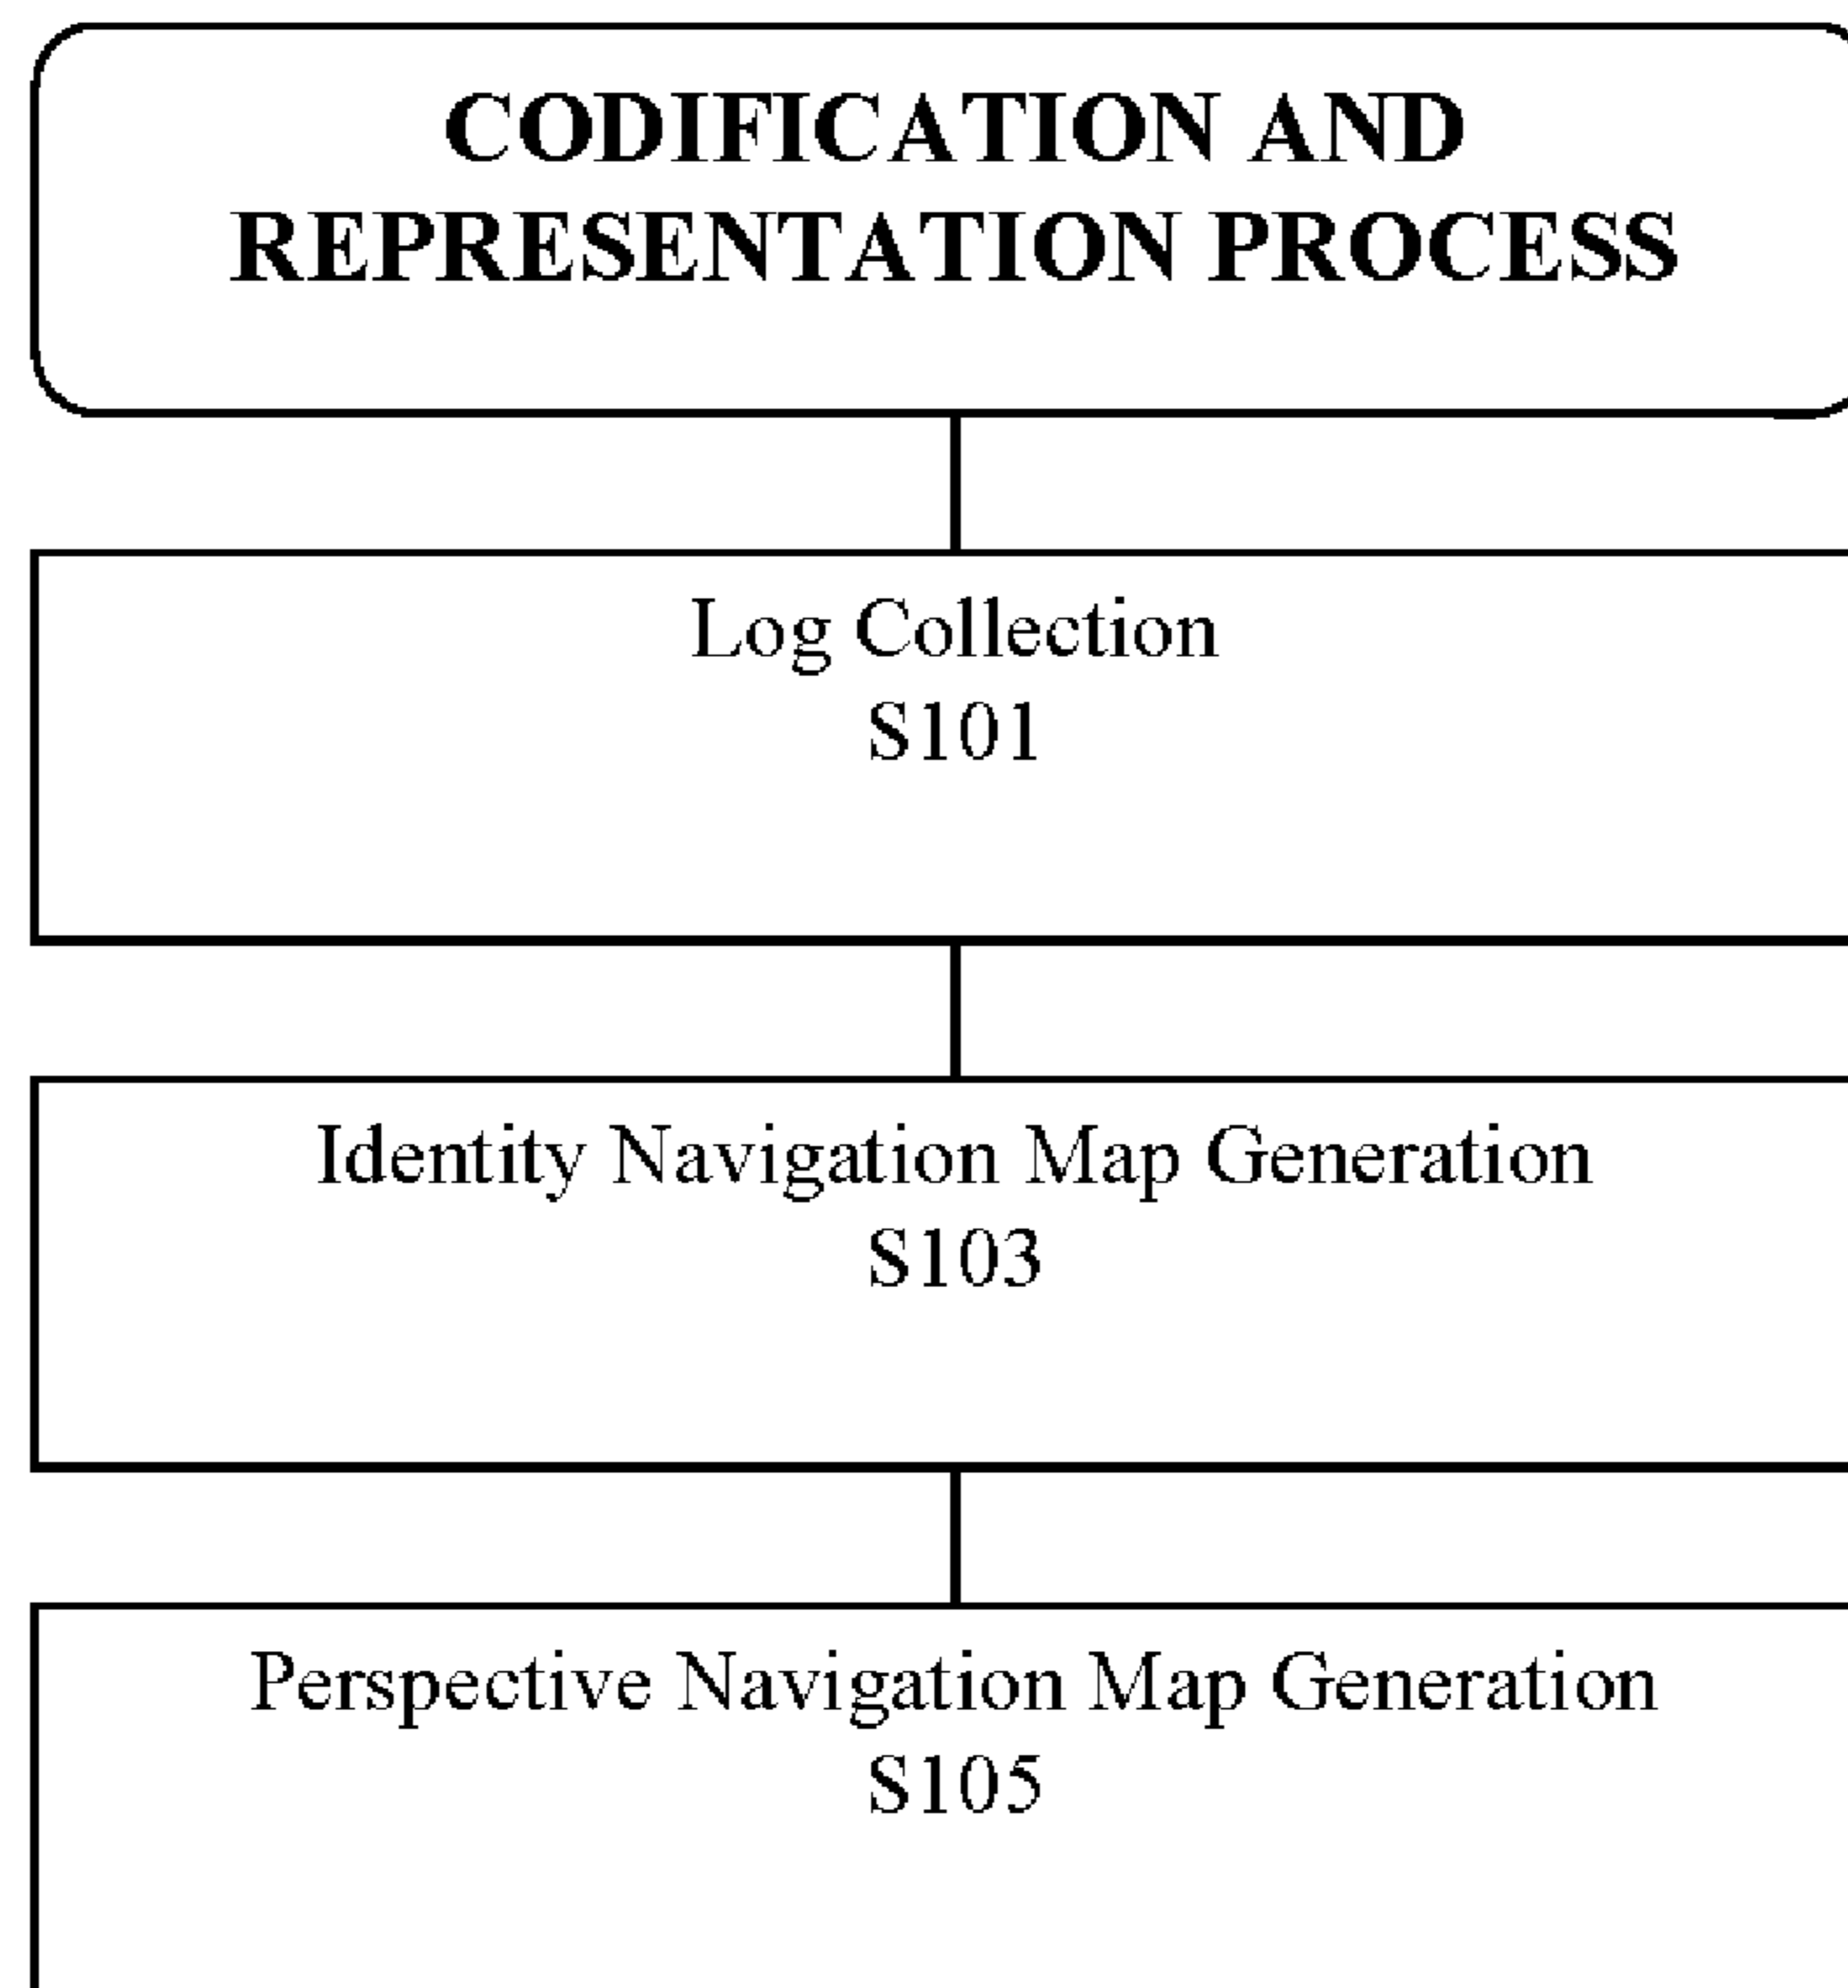 CODIFICATION AND
REPRESENTATION PROCESS
Log Collection
S101
Identity Navigation Map Generation
S103
Perspective Navigation Map Generation
S105